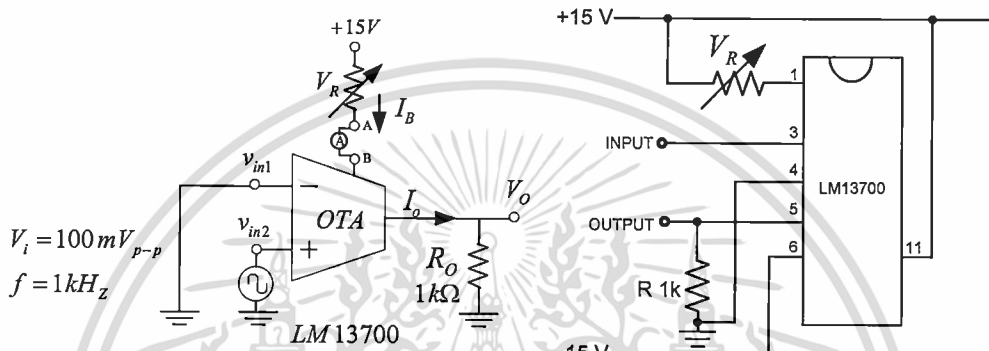 +15V
V_R
I_B
A
A
B
v_in1
−
OTA
I_o
V_O
v_in2
+
V_i = 100 mV_p-p
f = 1kH_Z
R_O
1kΩ
LM 13700
+15 V
V_R
1
INPUT
3
4
LM13700
OUTPUT
5
6
11
R 1k
-15 V